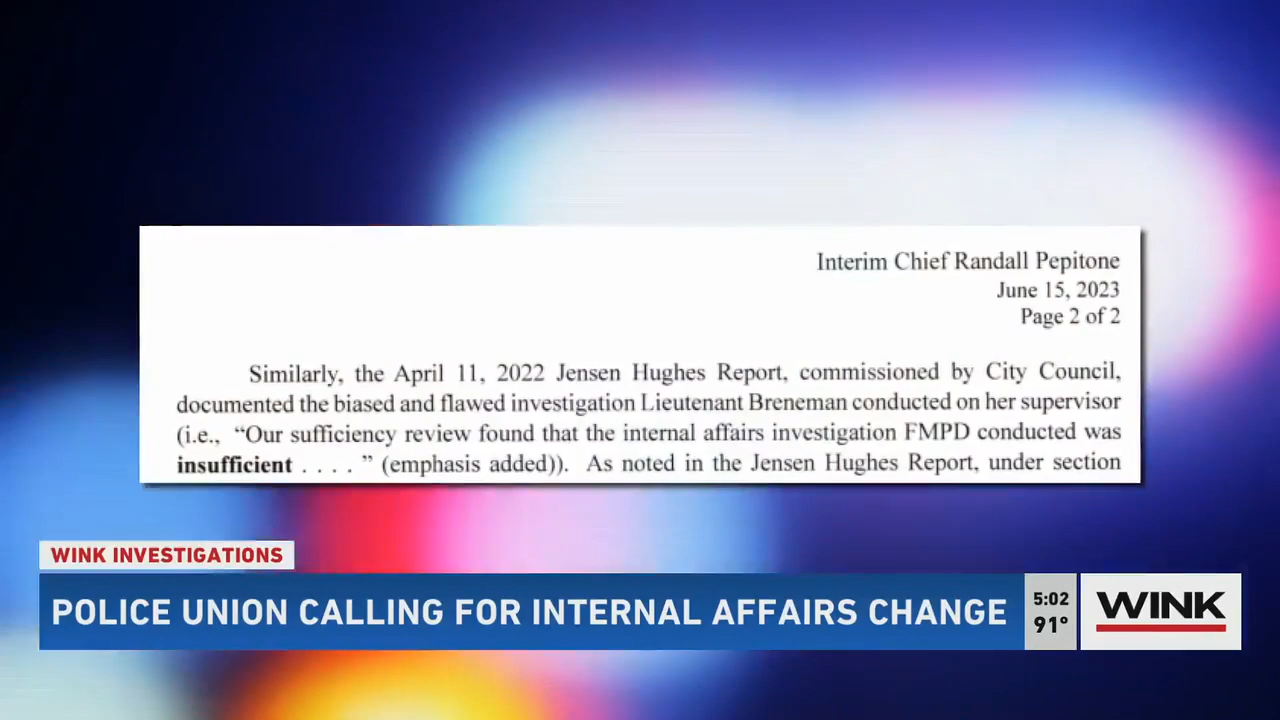 Interim Chief Randall Pepitone
June 15, 2023
Page 2 of 2
Similarly, the April 11, 2022 Jensen Hughes Report, commissioned by City Council,
documented the biased and flawed investigation Lieutenant Breneman conducted on her supervisor
(i.e., “Our sufficiency review found that the internal affairs investigation FMPD conducted was
insufficient . . . . ” (emphasis added)). As noted in the Jensen Hughes Report, under section
WINK INVESTIGATIONS
POLICE UNION CALLING FOR INTERNAL AFFAIRS CHANGE
5:02
91°
WINK